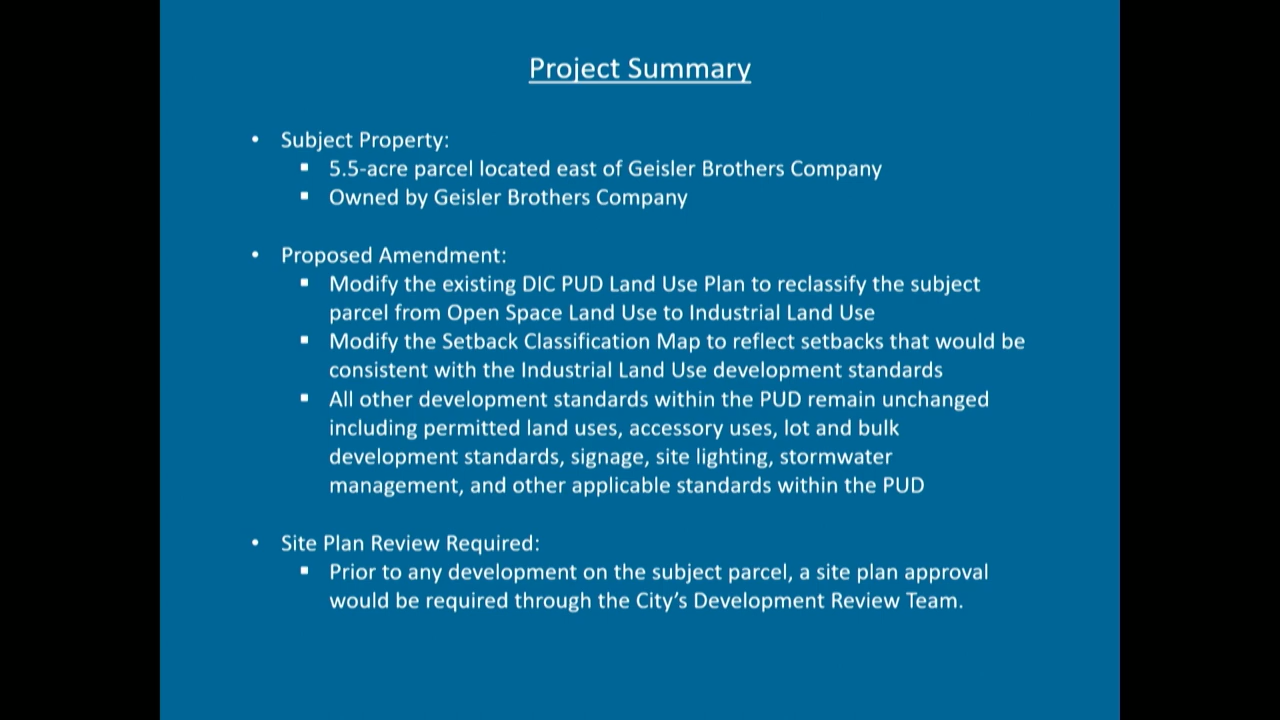 Project Summary
• Subject Property:
▪ 5.5-acre parcel located east of Geisler Brothers Company
▪ Owned by Geisler Brothers Company
• Proposed Amendment:
▪ Modify the existing DIC PUD Land Use Plan to reclassify the subject
parcel from Open Space Land Use to Industrial Land Use
▪ Modify the Setback Classification Map to reflect setbacks that would be
consistent with the Industrial Land Use development standards
▪ All other development standards within the PUD remain unchanged
including permitted land uses, accessory uses, lot and bulk
development standards, signage, site lighting, stormwater
management, and other applicable standards within the PUD
• Site Plan Review Required:
▪ Prior to any development on the subject parcel, a site plan approval
would be required through the City’s Development Review Team.